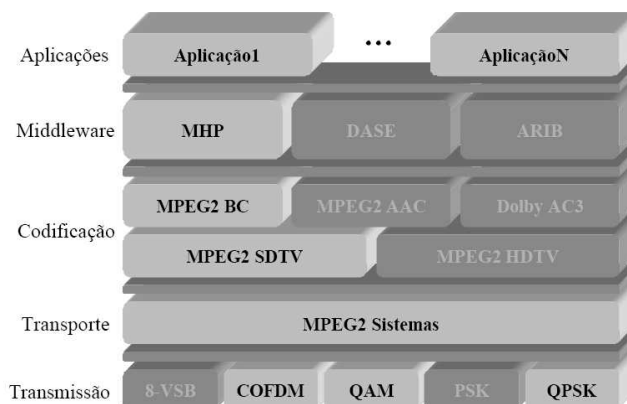 Aplicações Aplicação1 ... AplicaçãoN
Middleware MHP DASE ARIB
MPEG2 BC MPEG2 AAC Dolby AC3
Codificação
MPEG2 SDTV MPEG2 HDTV
Transporte MPEG2 Sistemas
Transmissão 8-VSB COFDM QAM PSK QPSK